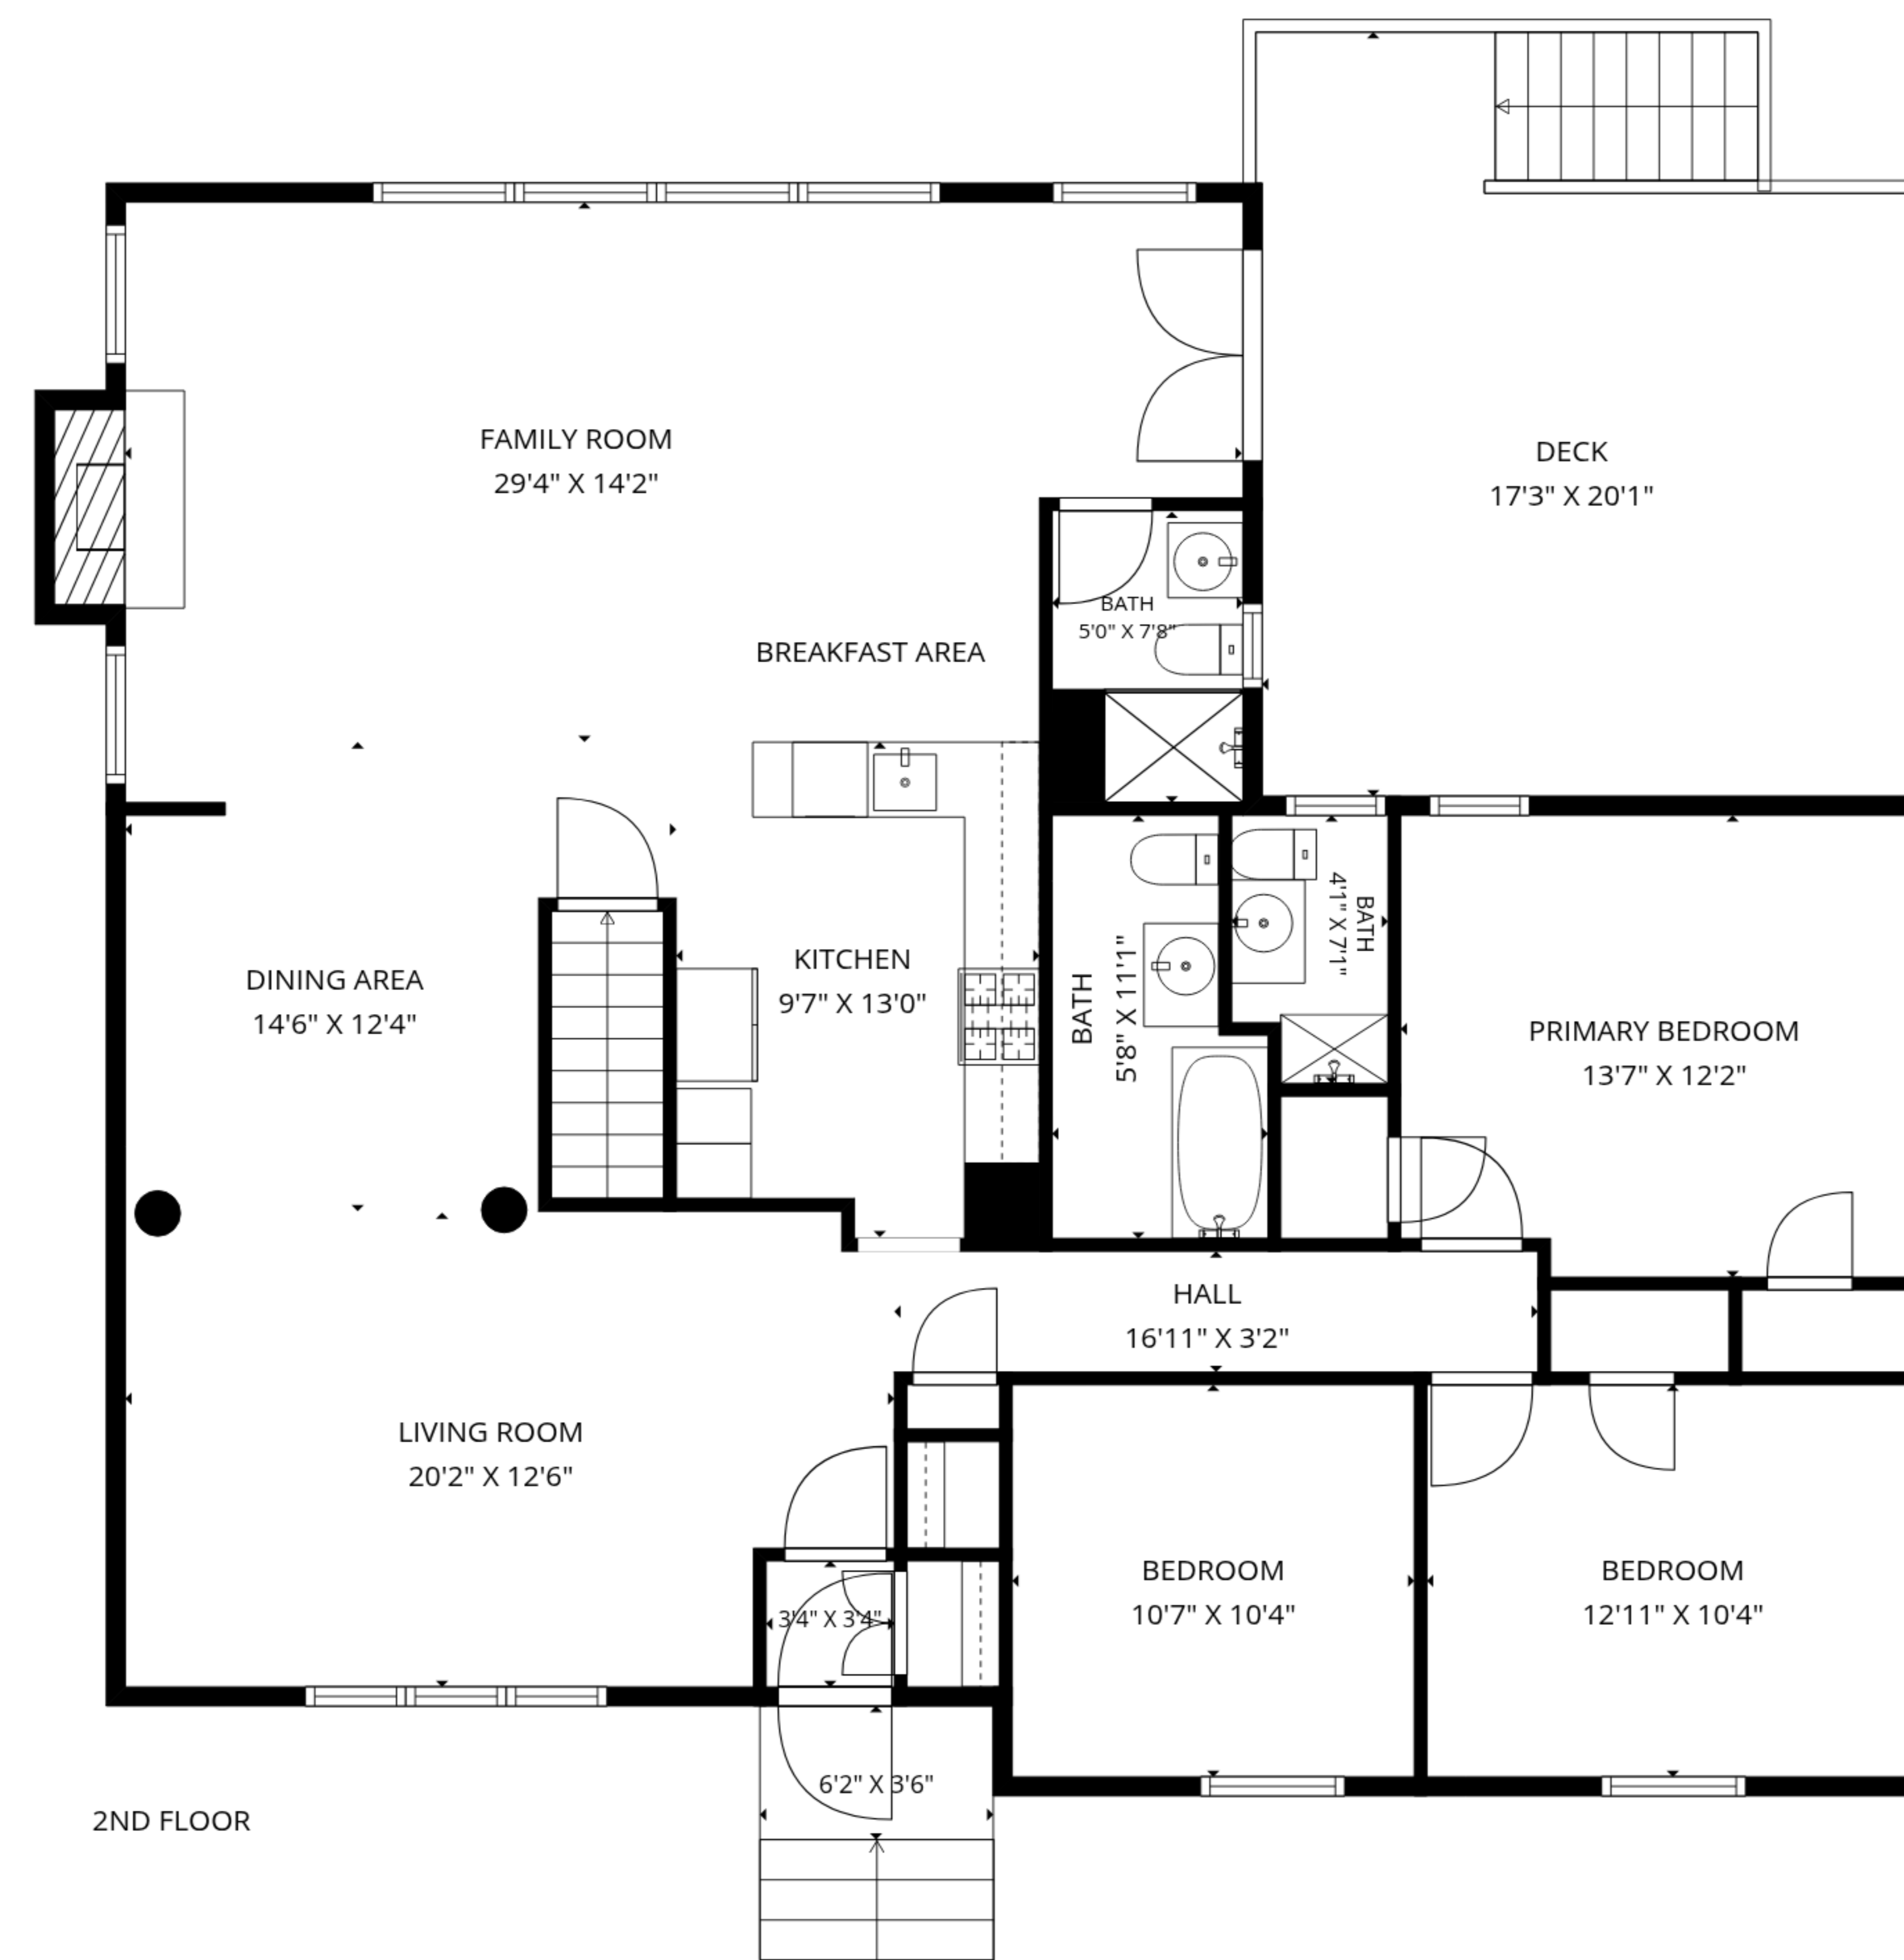 FAMILY ROOM
29'4" X 14'2"
DECK
17'3" X 20'1"
BATH
5'0" X 7'8"
BREAKFAST AREA
BATH
4'1" X 7'1"
DINING AREA
14'6" X 12'4"
KITCHEN
9'7" X 13'0"
BATH
5'8" X 11'1"
PRIMARY BEDROOM
13'7" X 12'2"
HALL
16'11" X 3'2"
LIVING ROOM
20'2" X 12'6"
BEDROOM
10'7" X 10'4"
BEDROOM
12'11" X 10'4"
3'4" X 3'4"
6'2" X 3'6"
2ND FLOOR